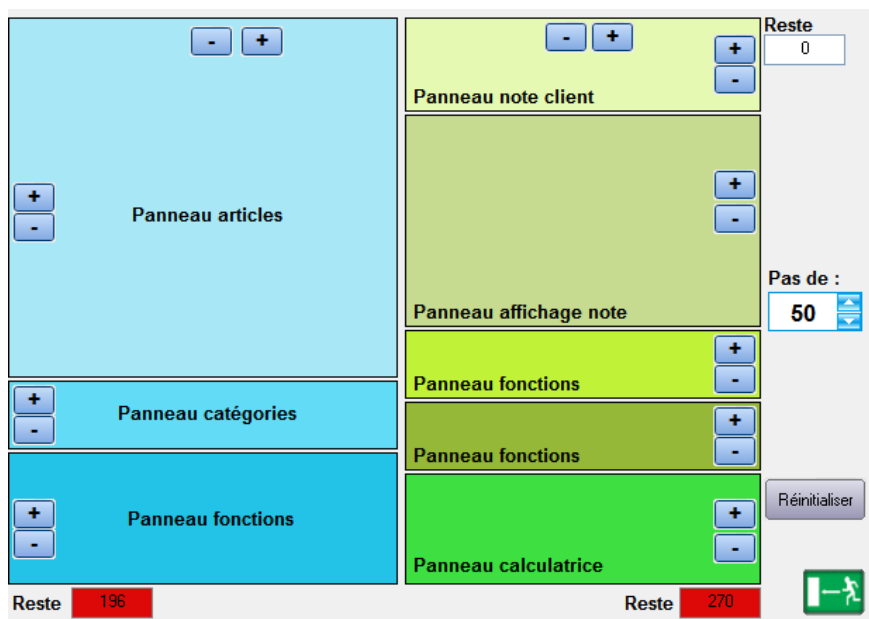 - +
Panneau articles
+
-
Panneau catégories
+
-
Panneau fonctions
+
-
Reste 196
- +
+
-
Panneau note client
+
-
Panneau affichage note
+
-
Panneau fonctions
+
-
Panneau fonctions
+
-
Panneau calculatrice
Reste 270
Reste
0
Pas de :
50
Réinitialiser